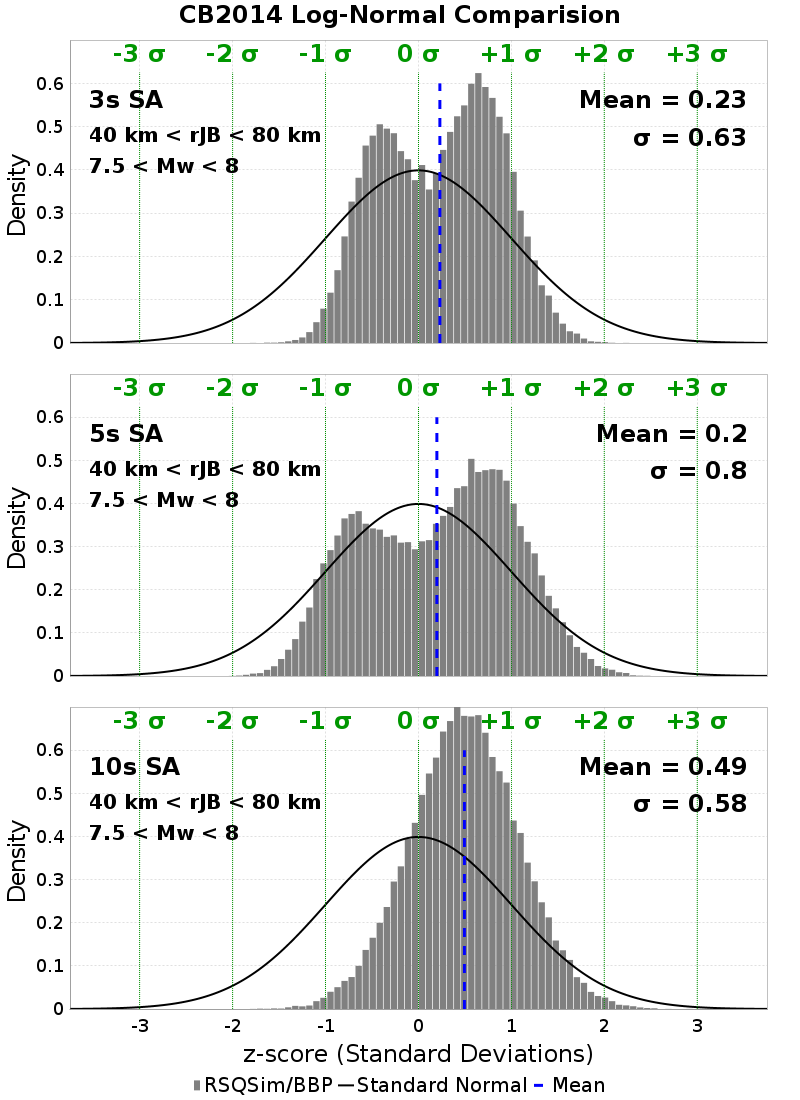 CB2014 Log-Normal Comparision
-3 σ -2 σ -1 σ 0 σ +1 σ +2 σ +3 σ
3s SA
40 km < rJB < 80 km
7.5 < Mw < 8
Mean = 0.23
σ = 0.63
Density
0.6
0.5
0.4
0.3
0.2
0.1
0
-3 σ -2 σ -1 σ 0 σ +1 σ +2 σ +3 σ
5s SA
40 km < rJB < 80 km
7.5 < Mw < 8
Mean = 0.2
σ = 0.8
Density
0.6
0.5
0.4
0.3
0.2
0.1
0
-3 σ -2 σ -1 σ 0 σ +1 σ +2 σ +3 σ
10s SA
40 km < rJB < 80 km
7.5 < Mw < 8
Mean = 0.49
σ = 0.58
Density
0.6
0.5
0.4
0.3
0.2
0.1
0
-3 -2 -1 0 1 2 3
z-score (Standard Deviations)
RSQSim/BBP Standard Normal Mean